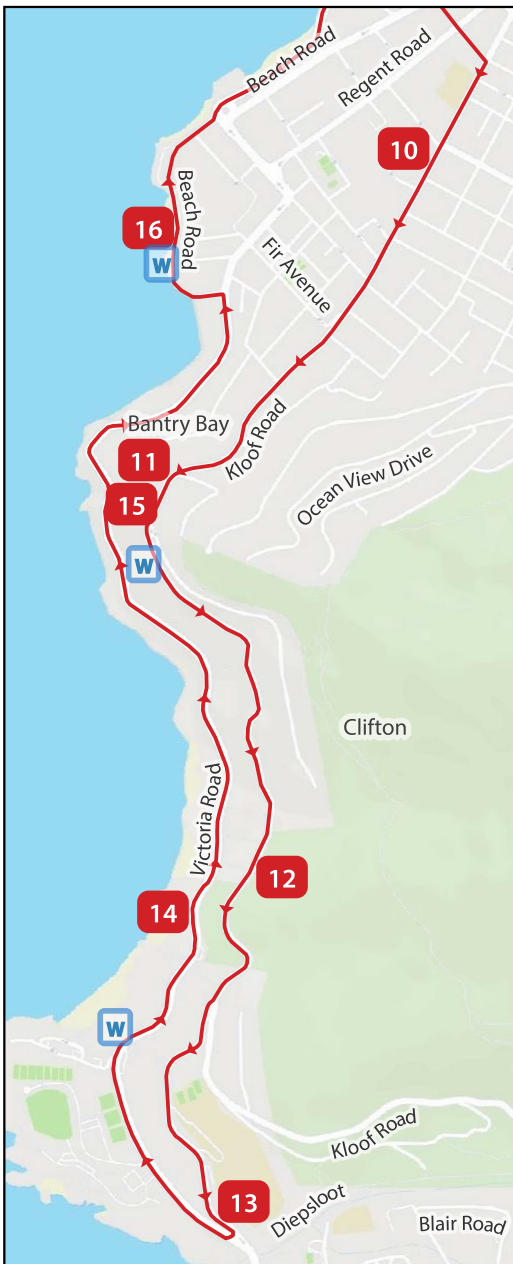 Beach Road
Regent Road
10
Beach Road
16
W
Fir Avenue
Bantry Bay
11
Kloof Road
15
Ocean View Drive
W
Clifton
Victoria Road
12
14
W
Kloof Road
13
Diepsloot
Blair Road